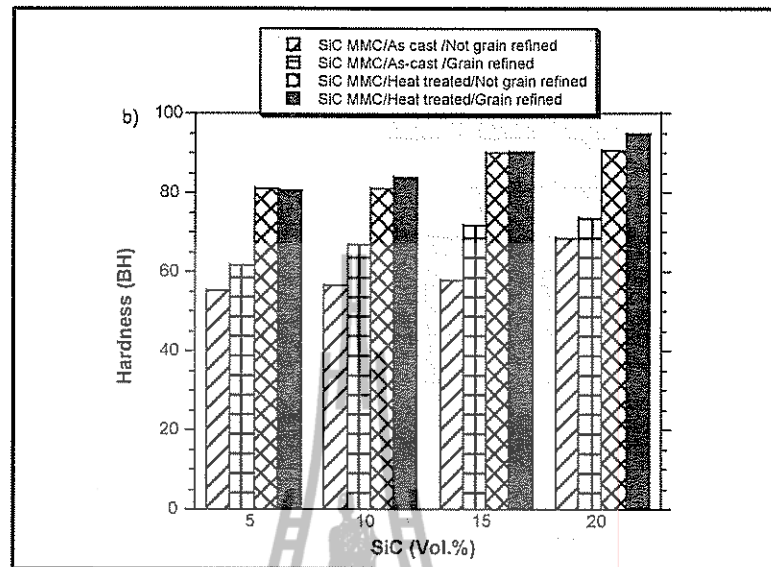 SiC MMC/As cast /Not grain refined
SiC MMC/As-cast /Grain refined
SiC MMC/Heat treated/Not grain refined
SiC MMC/Heat treated/Grain refined
b)
100
80
60
40
20
0
Hardness (BH)
5 10 15 20
SiC (Vol.%)